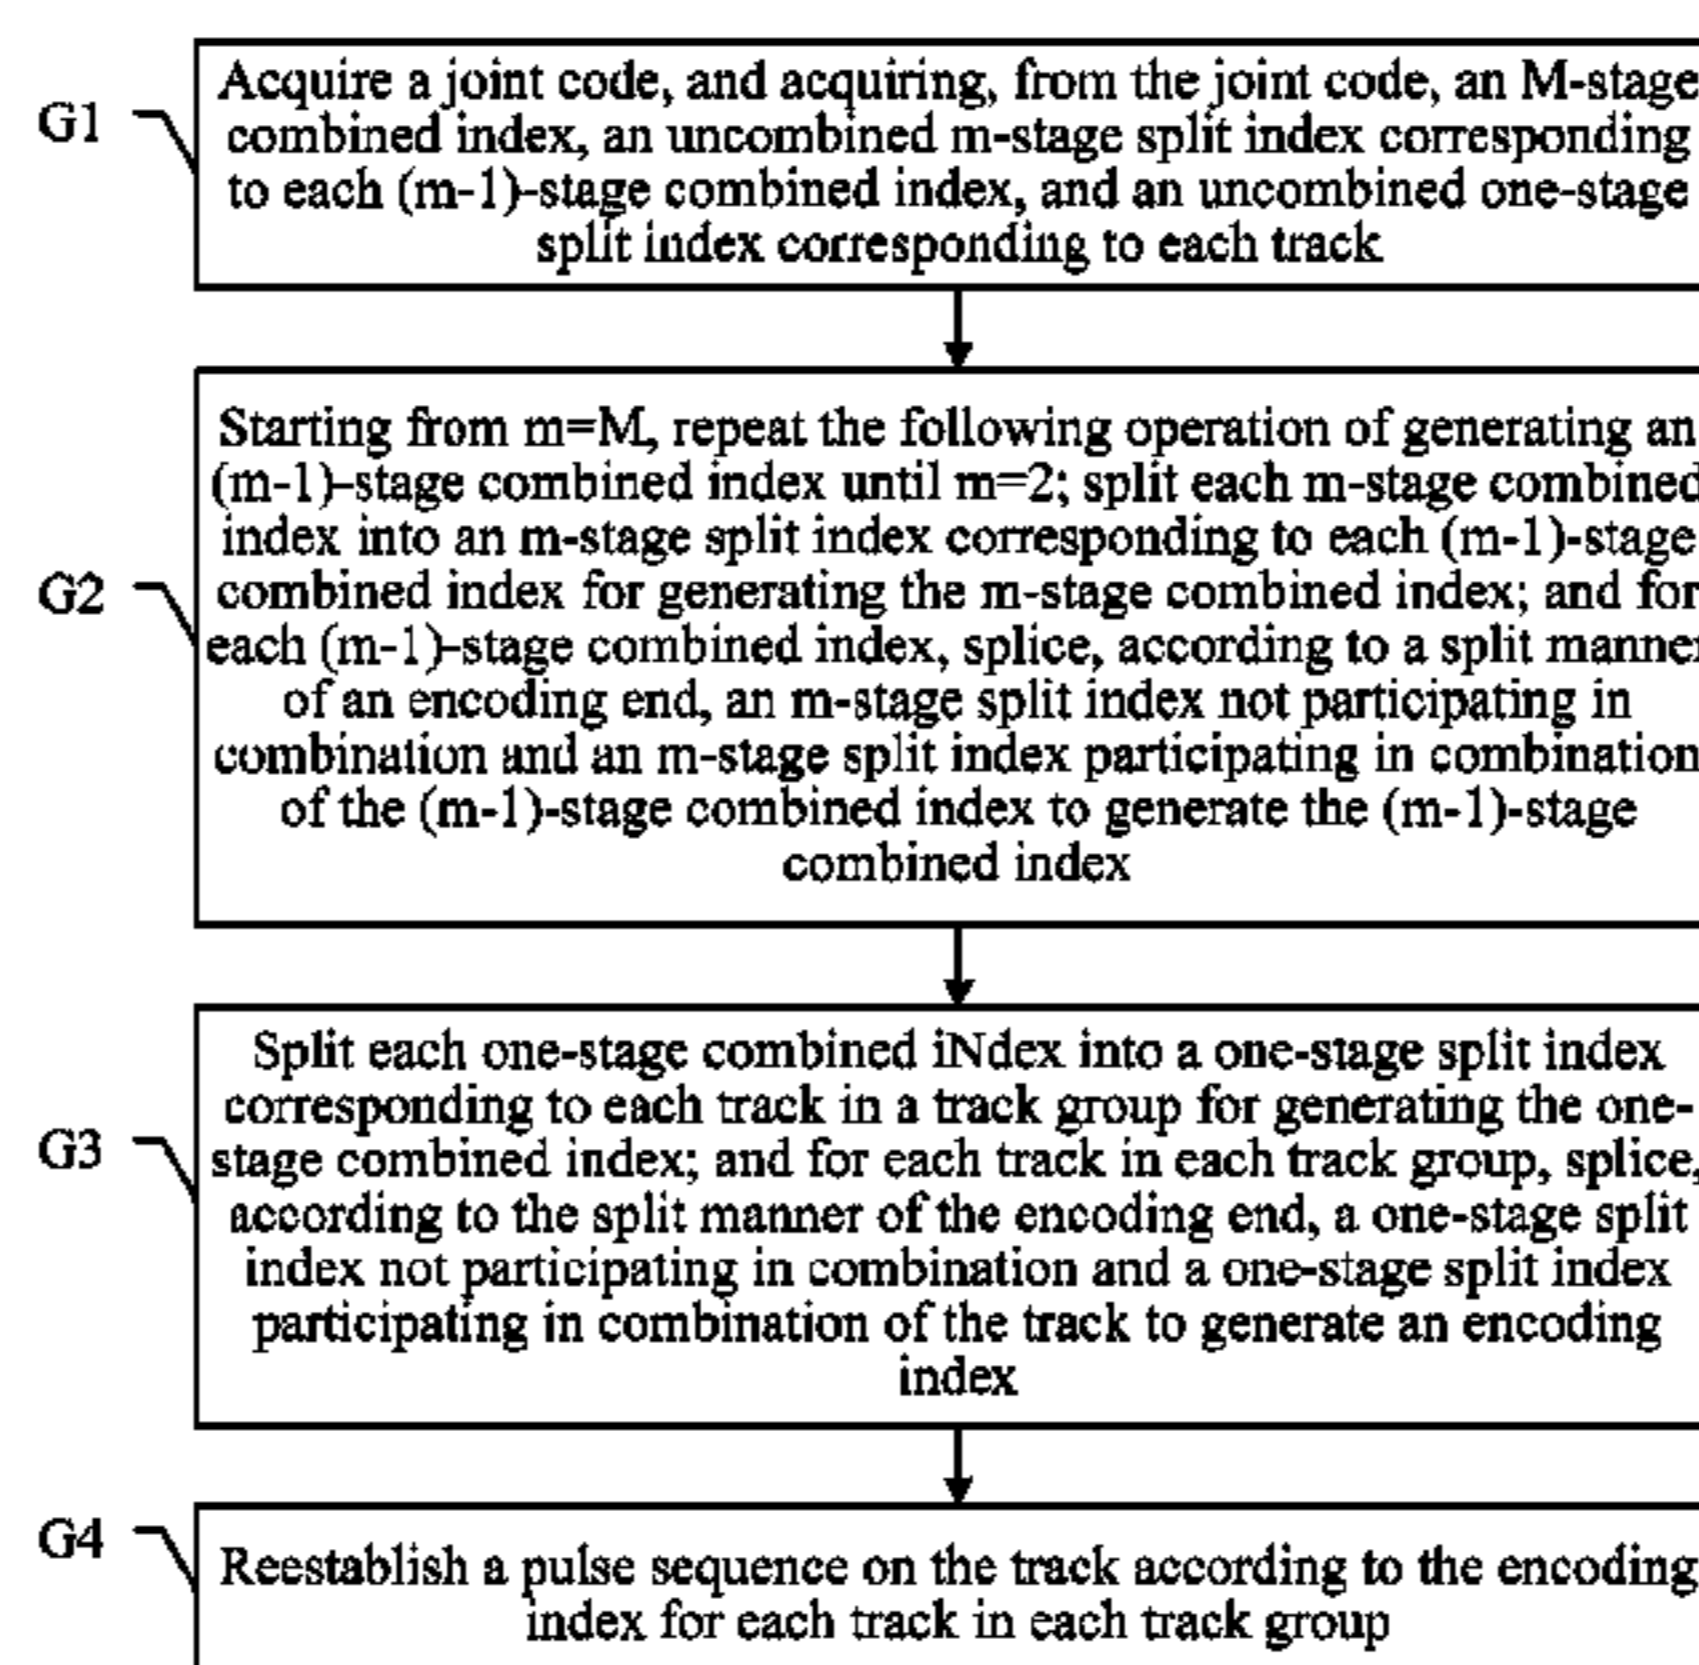 G1
Acquire a joint code, and acquiring, from the joint code, an M-stage
combined index, an uncombined m-stage split index corresponding
to each (m-1)-stage combined index, and an uncombined one-stage
split index corresponding to each track
G2
Starting from m=M, repeat the following operation of generating an
(m-1)-stage combined index until m=2; split each m-stage combined
index into an m-stage split index corresponding to each (m-1)-stage
combined index for generating the m-stage combined index; and for
each (m-1)-stage combined index, splice, according to a split manner
of an encoding end, an m-stage split index not participating in
combination and an m-stage split index participating in combination
of the (m-1)-stage combined index to generate the (m-1)-stage
combined index
G3
Split each one-stage combined iNdex into a one-stage split index
corresponding to each track in a track group for generating the one-
stage combined index; and for each track in each track group, splice,
according to the split manner of the encoding end, a one-stage split
index not participating in combination and a one-stage split index
participating in combination of the track to generate an encoding
index
G4
Reestablish a pulse sequence on the track according to the encoding
index for each track in each track group